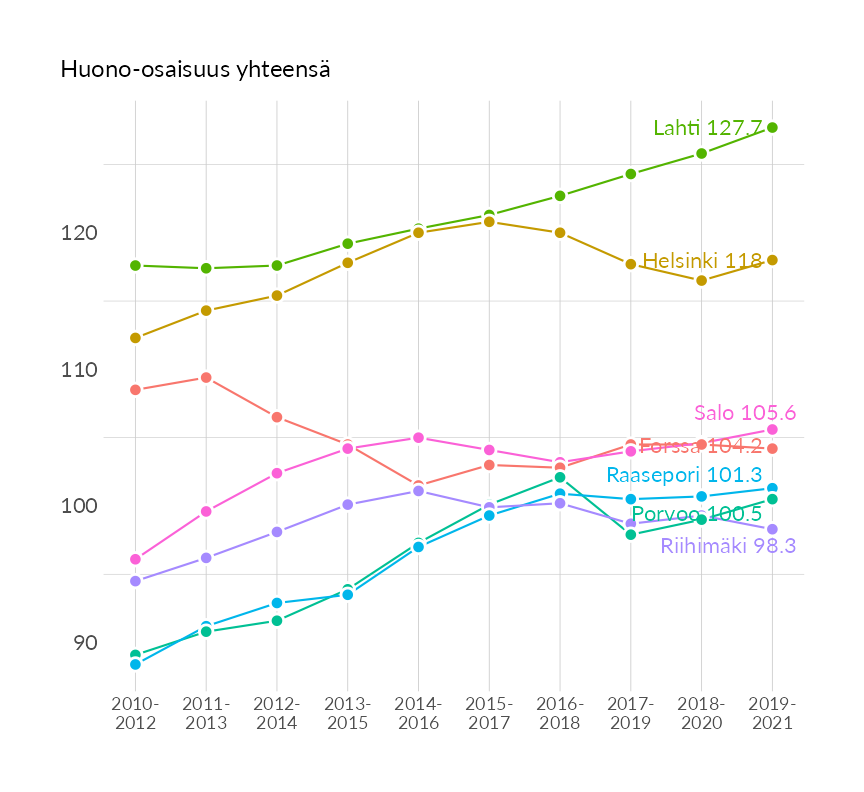 Huono-osaisuus yhteensä
Lahti 127.7
120
Helsinki 118
110
Salo 105.6
Forssa 104.2
Raasepori 101.3
100
Porvoo 100.5
Riihimäki 98.3
90
2010- 2011- 2012- 2013- 2014- 2015- 2016- 2017- 2018- 2019-
2012 2013 2014 2015 2016 2017 2018 2019 2020 2021